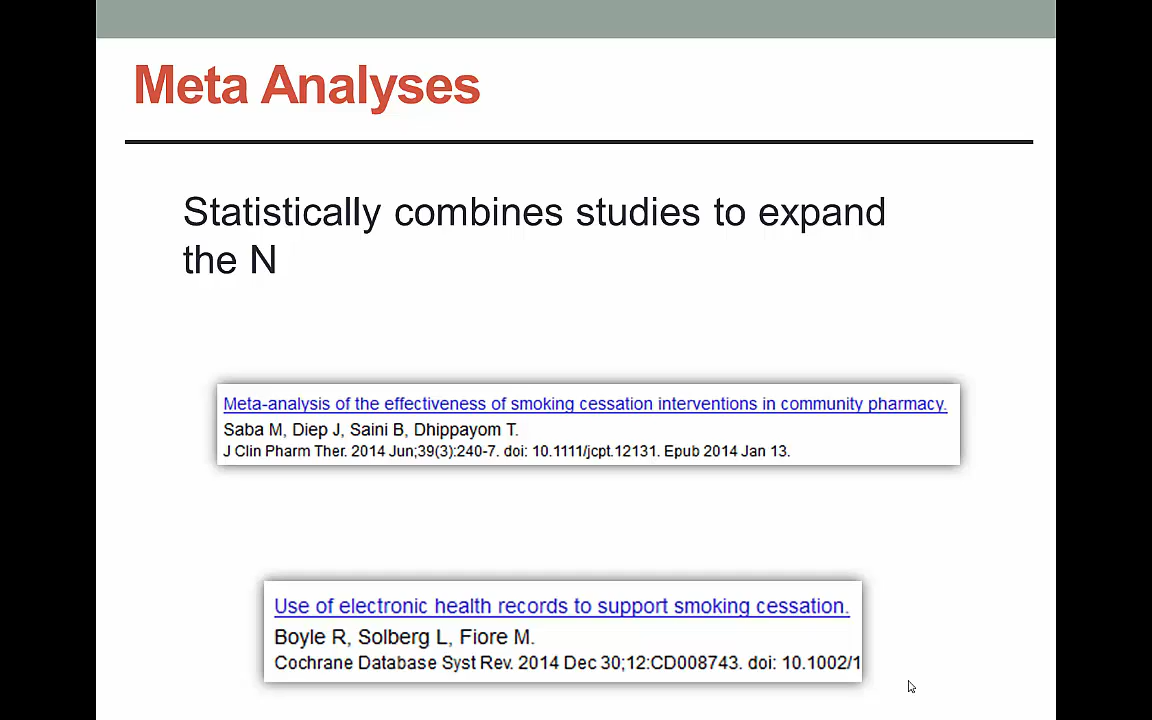 Meta Analyses
Statistically combines studies to expand
the N
Meta-analysis of the effectiveness of smoking cessation interventions in community pharmacy.
Saba M, Diep J, Saini B, Dhippayom T.
J Clin Pharm Ther. 2014 Jun;39(3):240-7. doi: 10.1111/jcpt.12131. Epub 2014 Jan 13.
Use of electronic health records to support smoking cessation.
Boyle R, Solberg L, Fiore M.
Cochrane Database Syst Rev. 2014 Dec 30;12:CD008743. doi: 10.1002/1